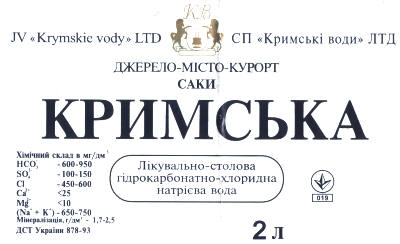 КВ
JV «Krymskie vody» LTD
СП «Кримські води» ЛТД
ДЖЕРЕЛО-МІСТО-КУРОРТ
САКИ
КРИМСЬКА
Хімічний склад в мг/дм³
HCO₃ - 600-950
SO₄ -100-150
Cl - 450-600
Ca²⁺ <25
Mg²⁺ <10
(Na⁺ + K⁺) - 650-750
Мінералізація, г/дм³ - 1,7-2,5
ДСТ України 878-93
Лікувально-столова
гідрокарбонатно-хлоридна
натрієва вода
019
2 л